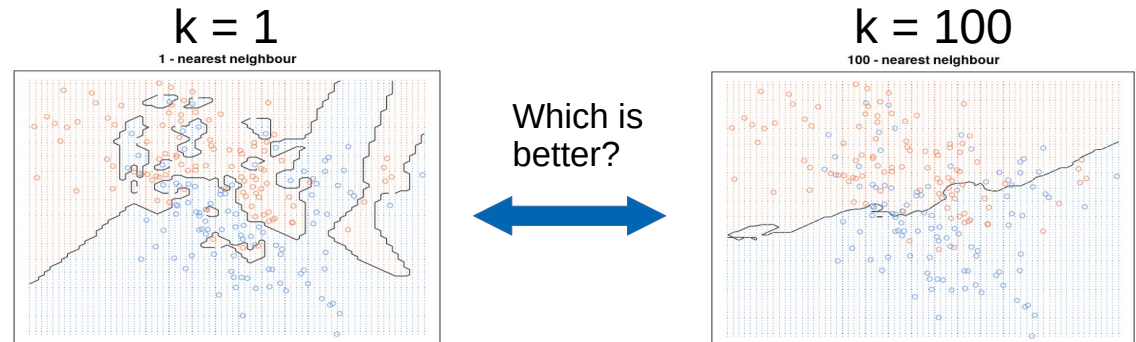 k = 1
1 - nearest neighbour
Which is
better?
k = 100
100 - nearest neighbour